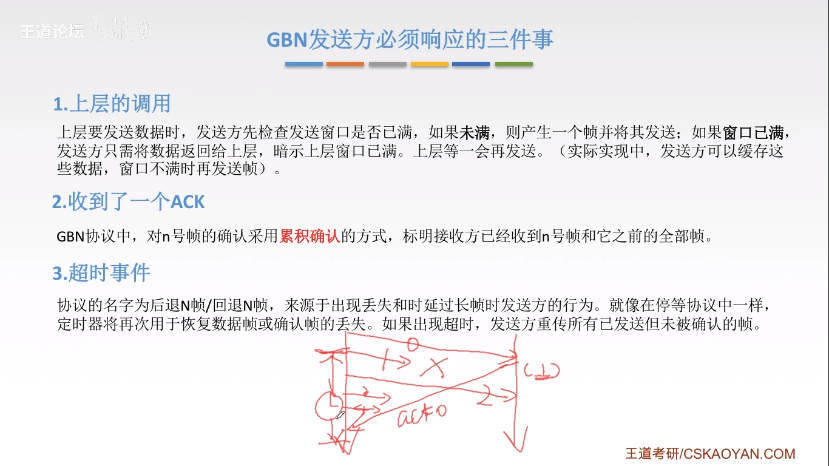 王道论坛
GBN发送方必须响应的三件事
1.上层的调用
上层要发送数据时，发送方先检查发送窗口是否已满，如果未满，则产生一个帧并将其发送；如果窗口已满，
发送方只需将数据返回给上层，暗示上层窗口已满。上层等一会再发送。（实际实现中，发送方可以缓存这
些数据，窗口不满时再发送帧）。
2.收到了一个ACK
GBN协议中，对n号帧的确认采用累积确认的方式，标明接收方已经收到n号帧和它之前的全部帧。
3.超时事件
协议的名字为后退N帧/回退N帧，来源于出现丢失和时延过长帧时发送方的行为。就像在停等协议中一样，
定时器将再次用于恢复数据帧或确认帧的丢失。如果出现超时，发送方重传所有已发送但未被确认的帧。
0
1
(1)
2
2
ack0
王道考研/CSKAOYAN.COM